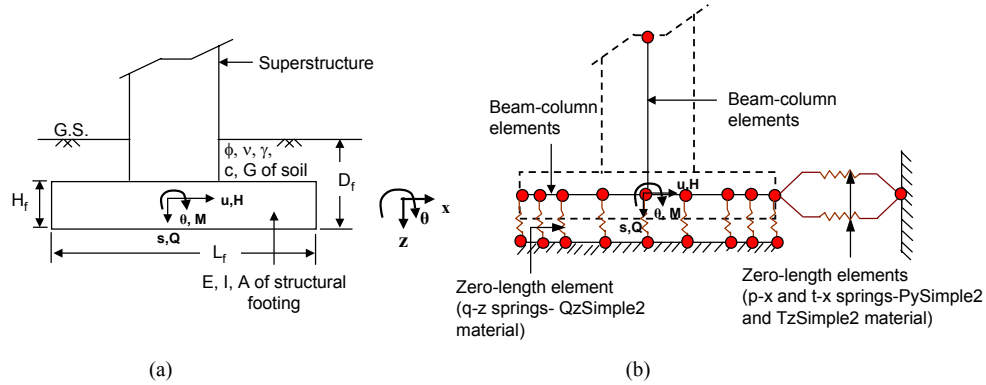 Superstructure
G.S.
ϕ, ν, γ,
c, G of soil
D_f
H_f
u,H
θ, M
s,Q
L_f
E, I, A of structural
footing
(a)
x
θ
z
Beam-column
elements
Beam-column
elements
u,H
θ, M
s,Q
Zero-length element
(q-z springs- QzSimple2
material)
Zero-length elements
(p-x and t-x springs-PySimple2
and TzSimple2 material)
(b)